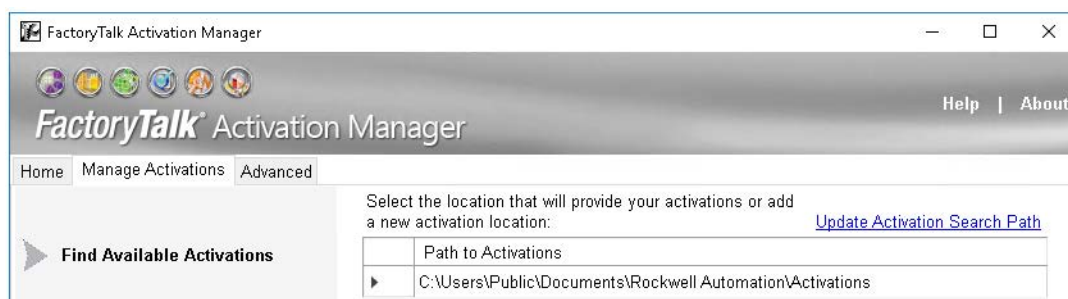 FactoryTalk Activation Manager
FactoryTalk® Activation Manager
Help | About
Home Manage Activations Advanced
Select the location that will provide your activations or add
a new activation location:
Update Activation Search Path
Find Available Activations
Path to Activations
C:\Users\Public\Documents\Rockwell Automation\Activations